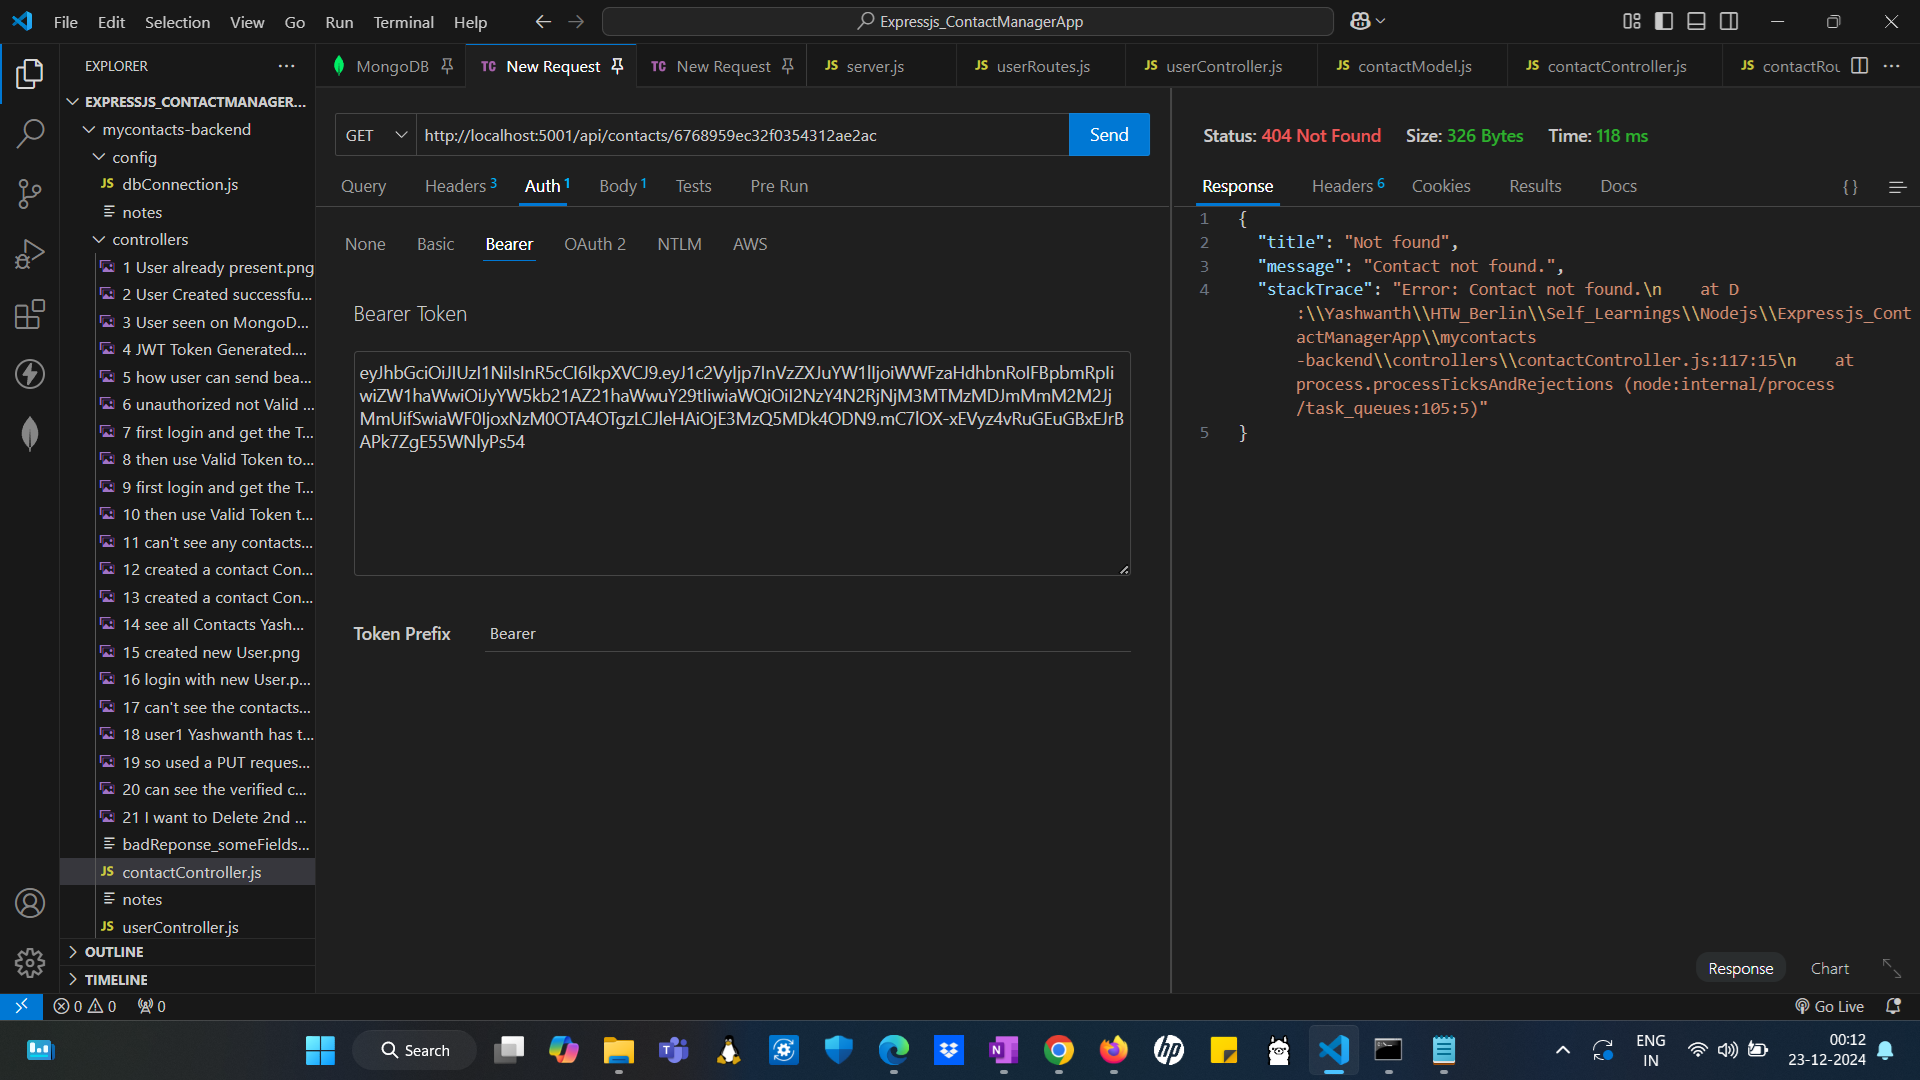 File Edit Selection View Go Run Terminal Help
Expressjs_ContactManagerApp
EXPLORER
EXPRESSJS_CONTACTMANAGER...
mycontacts-backend
config
JS dbConnection.js
notes
controllers
1 User already present.png
2 User Created successfu...
3 User seen on MongoD...
4 JWT Token Generated....
5 how user can send bea...
6 unauthorized not Valid ...
7 first login and get the T...
8 then use Valid Token to...
9 first login and get the T...
10 then use Valid Token t...
11 can't see any contacts...
12 created a contact Con...
13 created a contact Con...
14 see all Contacts Yash...
15 created new User.png
16 login with new User.p...
17 can't see the contacts...
18 user1 Yashwanth has t...
19 so used a PUT reques...
20 can see the verified c...
21 I want to Delete 2nd ...
badReponse_someFields...
JS contactController.js
notes
JS userController.js
OUTLINE
TIMELINE
MongoDB
TC New Request
TC New Request
JS server.js
JS userRoutes.js
JS userController.js
JS contactModel.js
JS contactController.js
JS contactRou
GET http://localhost:5001/api/contacts/6768959ec32f0354312ae2ac Send
Query Headers 3 Auth 1 Body 1 Tests Pre Run
None Basic Bearer OAuth 2 NTLM AWS
Bearer Token
Token Prefix Bearer
Status: 404 Not Found Size: 326 Bytes Time: 118 ms
Response Headers 6 Cookies Results Docs {}
1 {
2 "title": "Not found",
3 "message": "Contact not found.",
4 "stackTrace": "Error: Contact not found.\n    at D
:\\Yashwanth\\HTW_Berlin\\Self_Learnings\\Nodejs\\Expressjs_Cont
actManagerApp\\mycontacts
-backend\\controllers\\contactController.js:117:15\n    at
process.processTicksAndRejections (node:internal/process
/task_queues:105:5)"
5 }
Response Chart
0 0 0
Go Live
Search
ENG
IN
00:12
23-12-2024